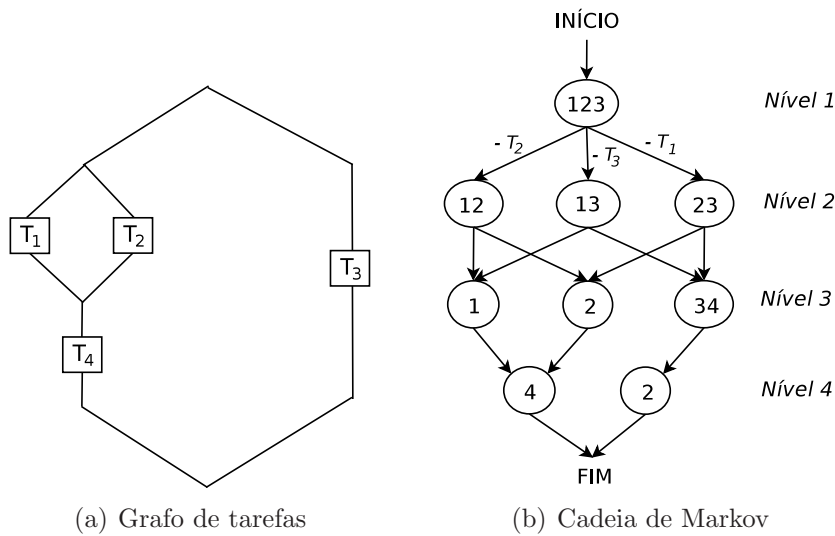 INÍCIO
123
Nível 1
- T2
- T3
- T1
12
13
23
Nível 2
T1
T2
T3
1
2
34
Nível 3
T4
4
2
Nível 4
FIM
(a) Grafo de tarefas
(b) Cadeia de Markov